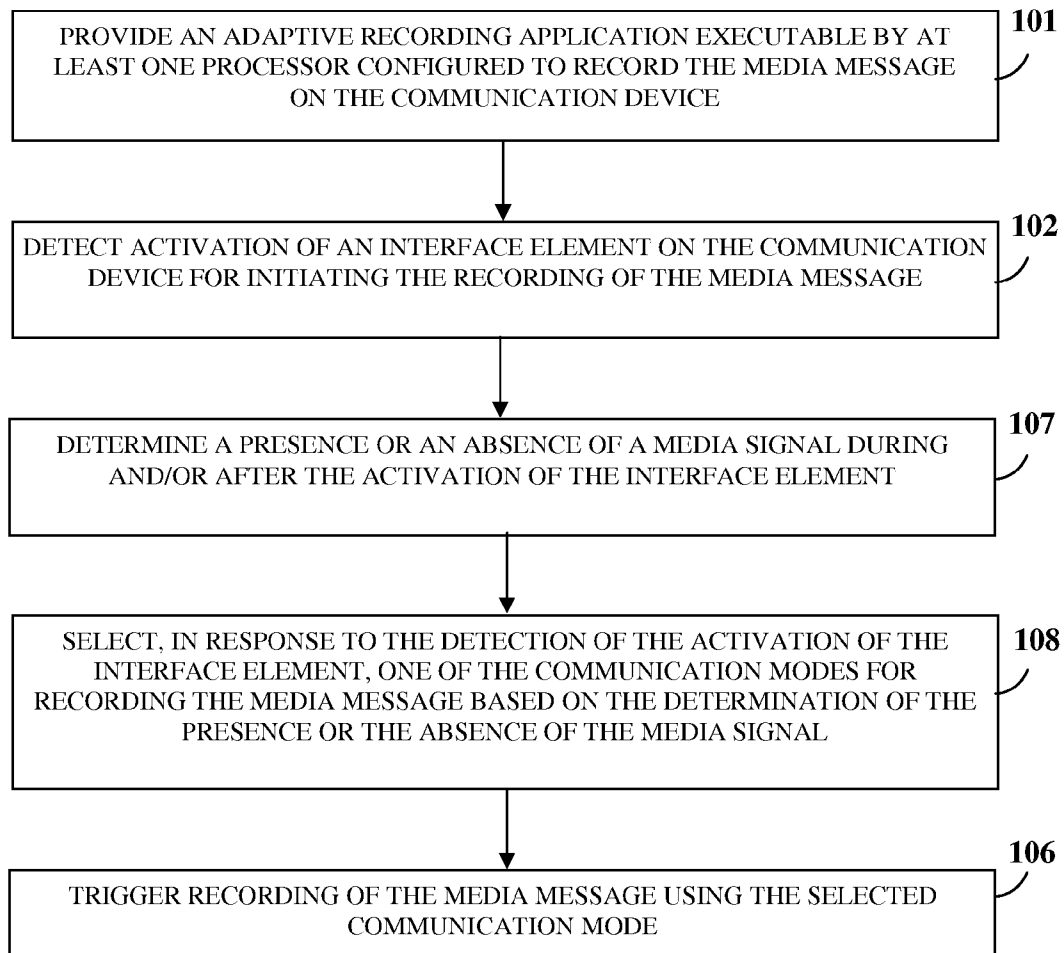 101
PROVIDE AN ADAPTIVE RECORDING APPLICATION EXECUTABLE BY AT
LEAST ONE PROCESSOR CONFIGURED TO RECORD THE MEDIA MESSAGE
ON THE COMMUNICATION DEVICE
102
DETECT ACTIVATION OF AN INTERFACE ELEMENT ON THE COMMUNICATION
DEVICE FOR INITIATING THE RECORDING OF THE MEDIA MESSAGE
107
DETERMINE A PRESENCE OR AN ABSENCE OF A MEDIA SIGNAL DURING
AND/OR AFTER THE ACTIVATION OF THE INTERFACE ELEMENT
108
SELECT, IN RESPONSE TO THE DETECTION OF THE ACTIVATION OF THE
INTERFACE ELEMENT, ONE OF THE COMMUNICATION MODES FOR
RECORDING THE MEDIA MESSAGE BASED ON THE DETERMINATION OF THE
PRESENCE OR THE ABSENCE OF THE MEDIA SIGNAL
106
TRIGGER RECORDING OF THE MEDIA MESSAGE USING THE SELECTED
COMMUNICATION MODE